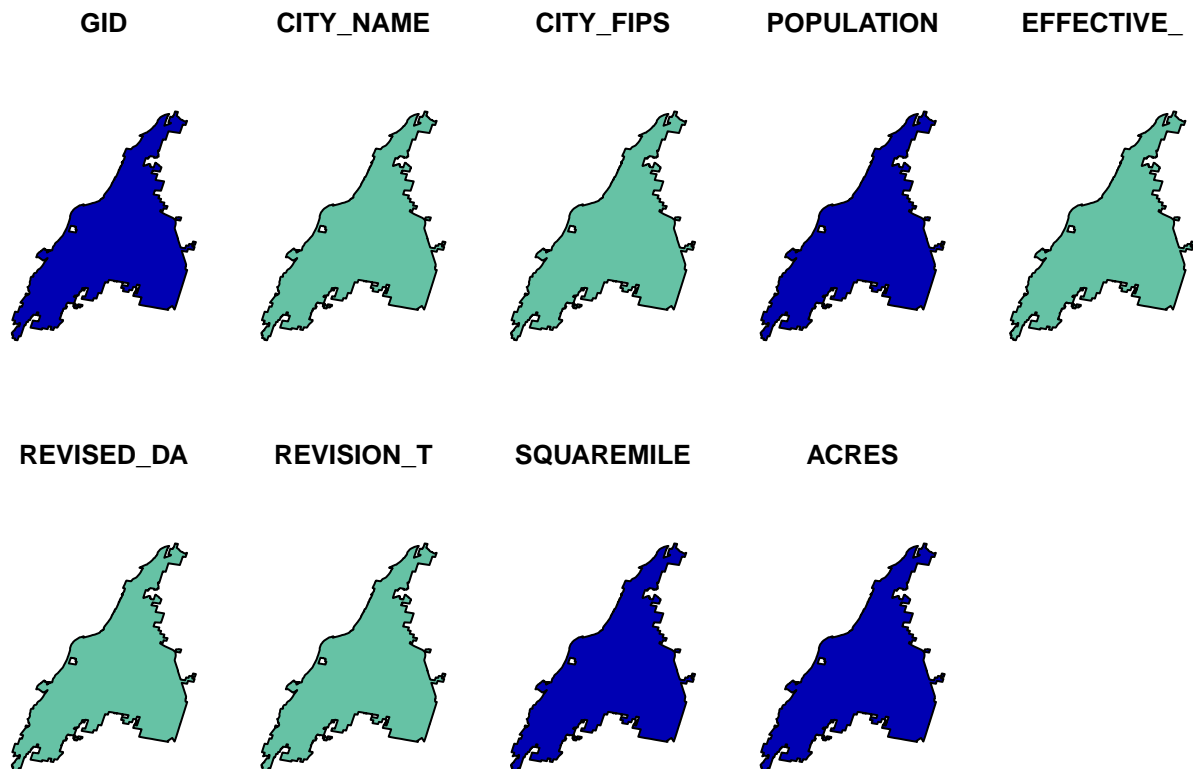 GID CITY_NAME CITY_FIPS POPULATION EFFECTIVE_
REVISED_DA REVISION_T SQUAREMILE ACRES